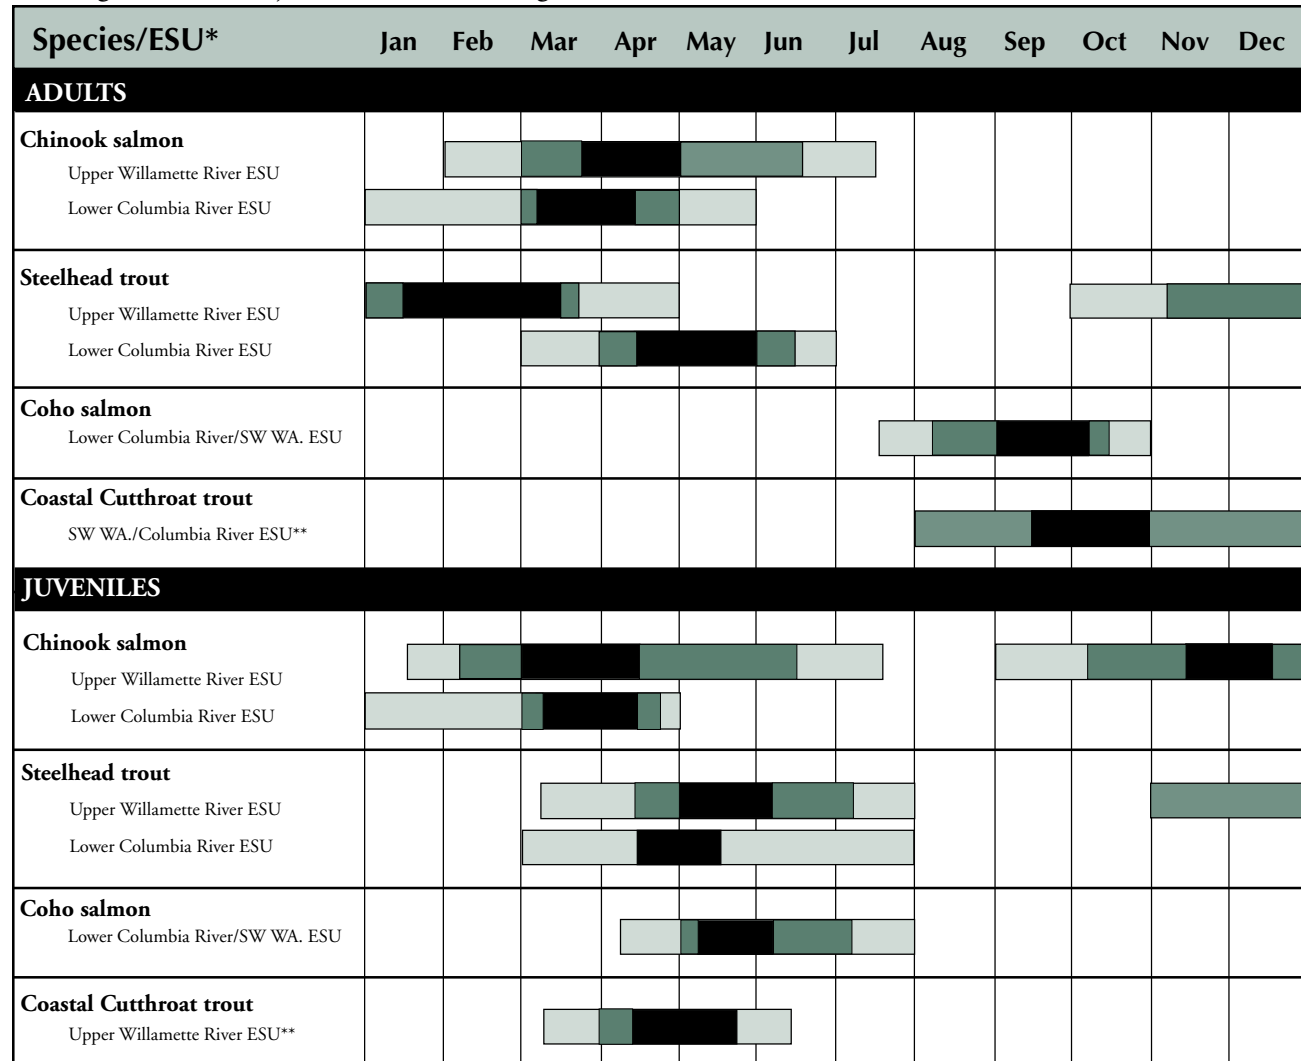 Species/ESU* Jan Feb Mar Apr May Jun Jul Aug Sep Oct Nov Dec
ADULTS
Chinook salmon
Upper Willamette River ESU
Lower Columbia River ESU
Steelhead trout
Upper Willamette River ESU
Lower Columbia River ESU
Coho salmon
Lower Columbia River/SW WA. ESU
Coastal Cutthroat trout
SW WA./Columbia River ESU**
JUVENILES
Chinook salmon
Upper Willamette River ESU
Lower Columbia River ESU
Steelhead trout
Upper Willamette River ESU
Lower Columbia River ESU
Coho salmon
Lower Columbia River/SW WA. ESU
Coastal Cutthroat trout
Upper Willamette River ESU**